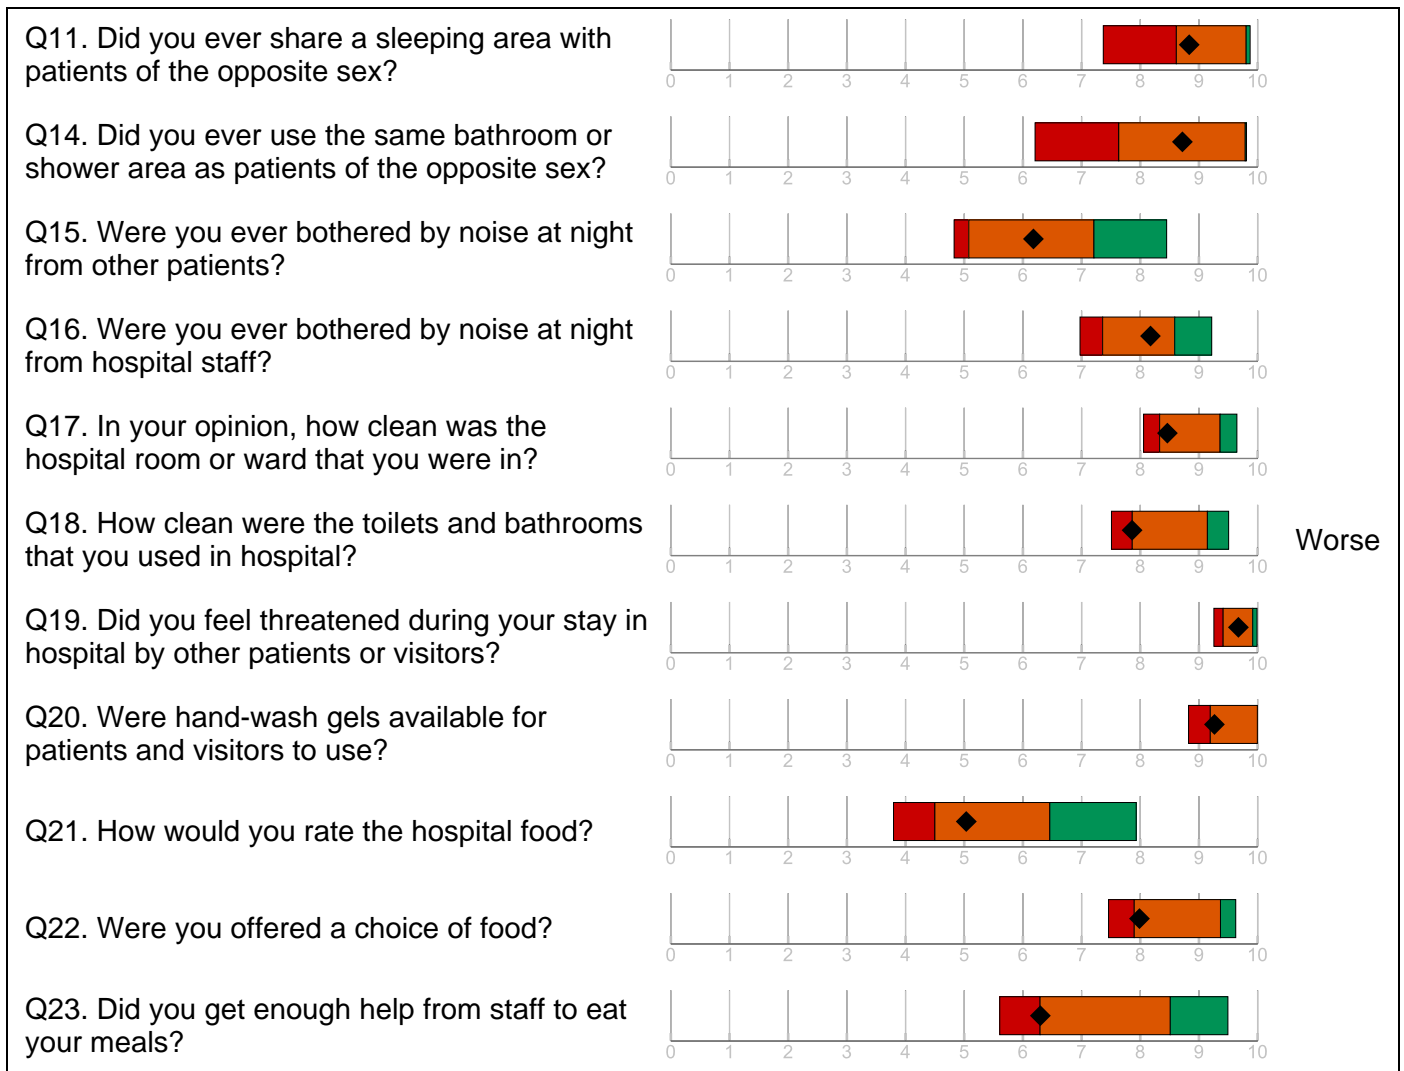 Q11. Did you ever share a sleeping area with
patients of the opposite sex?
0 1 2 3 4 5 6 7 8 9 10
Q14. Did you ever use the same bathroom or
shower area as patients of the opposite sex?
0 1 2 3 4 5 6 7 8 9 10
Q15. Were you ever bothered by noise at night
from other patients?
0 1 2 3 4 5 6 7 8 9 10
Q16. Were you ever bothered by noise at night
from hospital staff?
0 1 2 3 4 5 6 7 8 9 10
Q17. In your opinion, how clean was the
hospital room or ward that you were in?
0 1 2 3 4 5 6 7 8 9 10
Q18. How clean were the toilets and bathrooms
that you used in hospital?
Worse
0 1 2 3 4 5 6 7 8 9 10
Q19. Did you feel threatened during your stay in
hospital by other patients or visitors?
0 1 2 3 4 5 6 7 8 9 10
Q20. Were hand-wash gels available for
patients and visitors to use?
0 1 2 3 4 5 6 7 8 9 10
Q21. How would you rate the hospital food?
0 1 2 3 4 5 6 7 8 9 10
Q22. Were you offered a choice of food?
0 1 2 3 4 5 6 7 8 9 10
Q23. Did you get enough help from staff to eat
your meals?
0 1 2 3 4 5 6 7 8 9 10